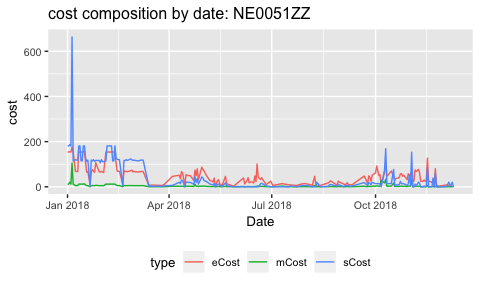 cost composition by date: NE0051ZZ
600
400
200
0
cost
Jan 2018 Apr 2018 Jul 2018 Oct 2018
Date
type eCost mCost sCost